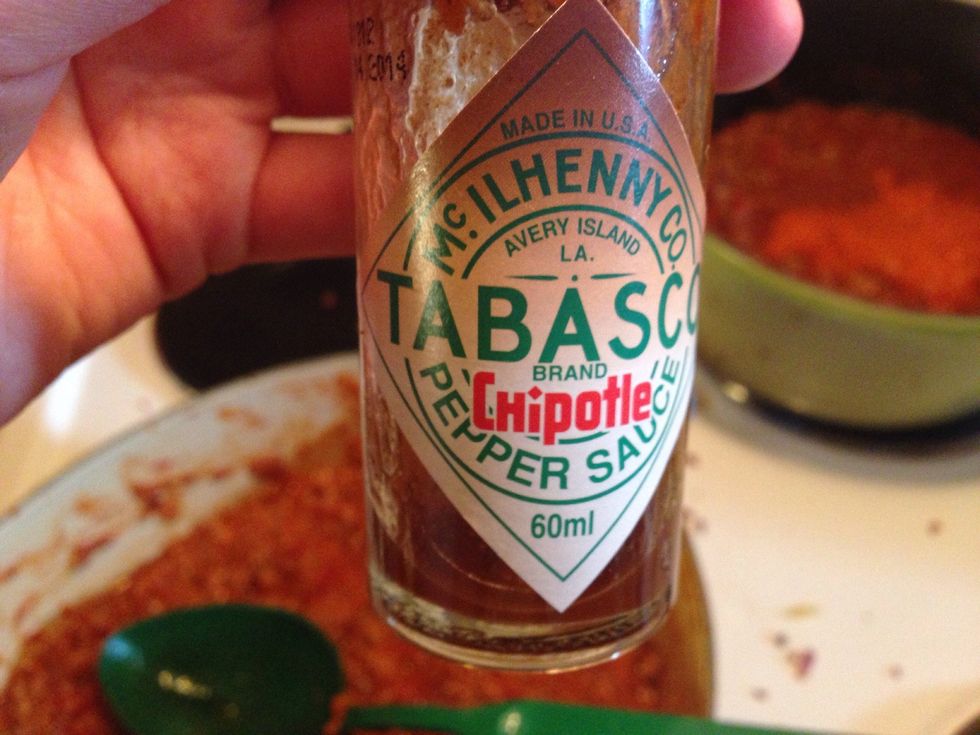 MADE IN U.S.A.
McILHENNY CO.
AVERY ISLAND
LA.
TABASCO
BRAND
CHipotle
PEPPER SAUCE
60ml